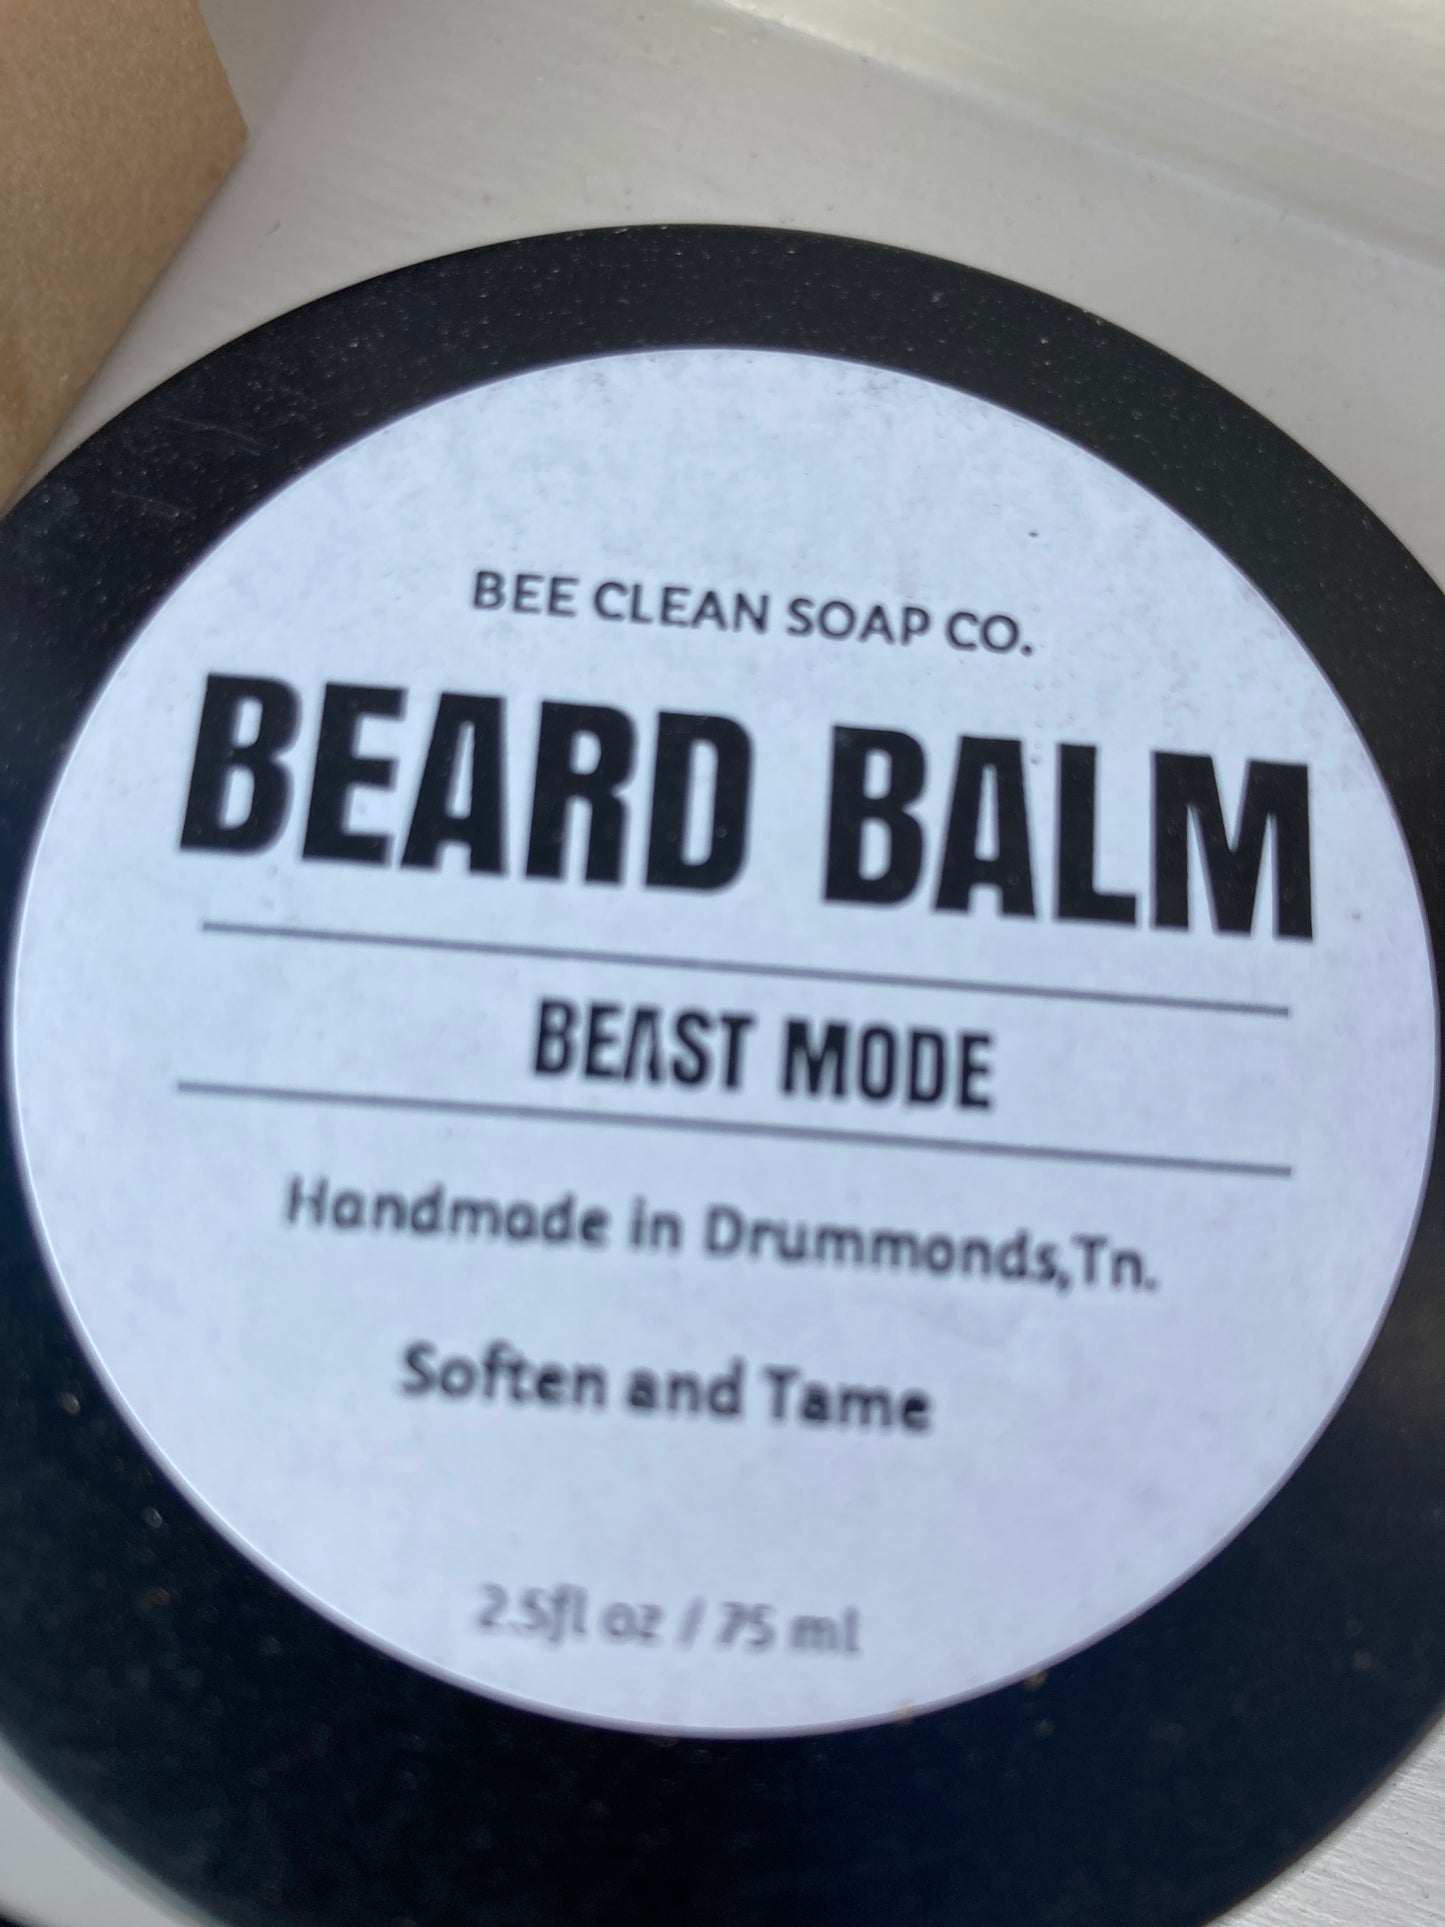 BEE CLEAN SOAP CO.
BEARD BALM
BEAST MODE
Handmade in Drummonds,Tn.
Soften and Tame
2.5fl oz / 75 ml